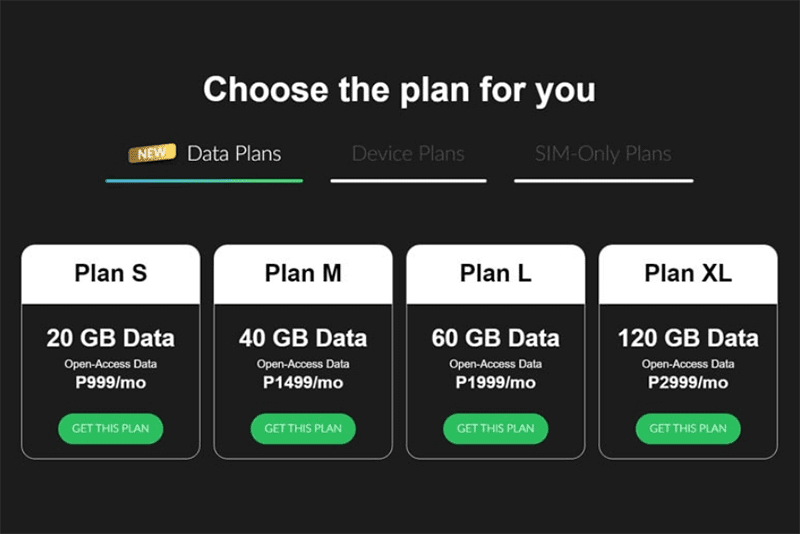 Choose the plan for you
NEW Data Plans
Device Plans
SIM-Only Plans
Plan S
20 GB Data
Open-Access Data
P999/mo
GET THIS PLAN
Plan M
40 GB Data
Open-Access Data
P1499/mo
GET THIS PLAN
Plan L
60 GB Data
Open-Access Data
P1999/mo
GET THIS PLAN
Plan XL
120 GB Data
Open-Access Data
P2999/mo
GET THIS PLAN